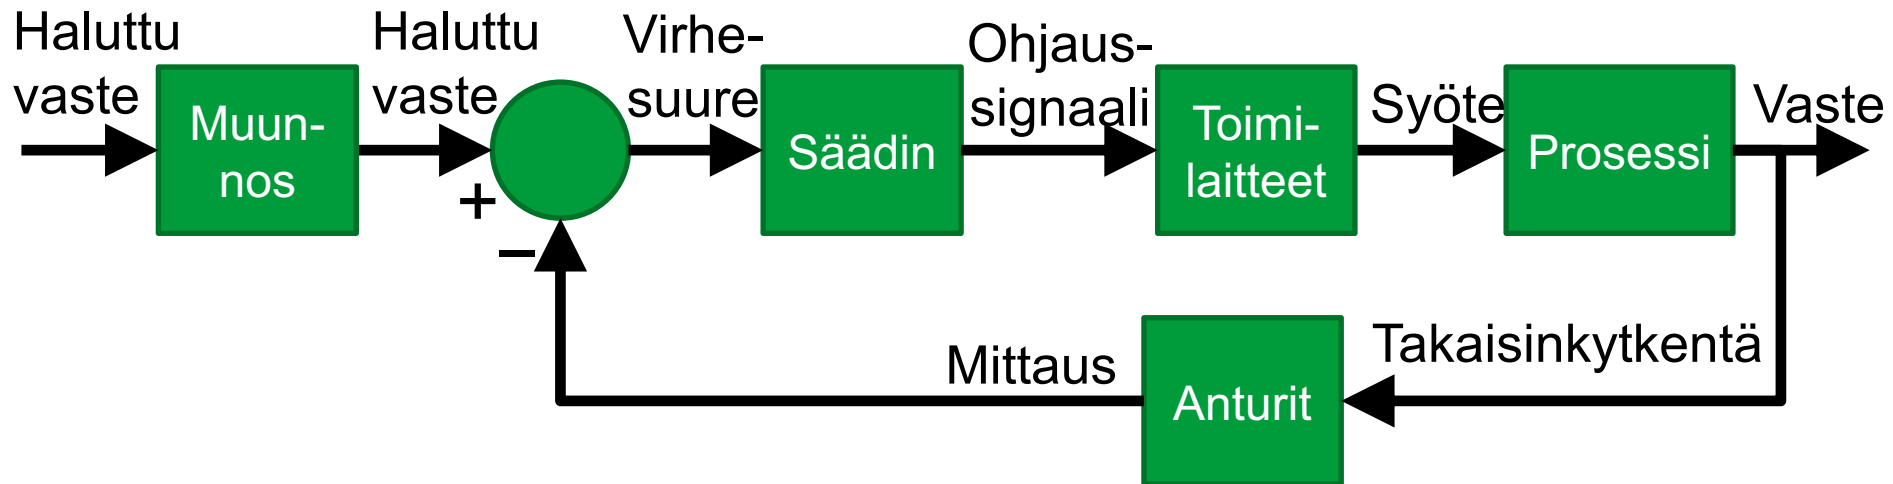 Haluttu
vaste
Muun-
nos
Haluttu
vaste
+
−
Virhe-
suure
Säädin
Ohjaus-
signaali
Toimi-
laitteet
Syöte
Prosessi
Vaste
Takaisinkytkentä
Anturit
Mittaus